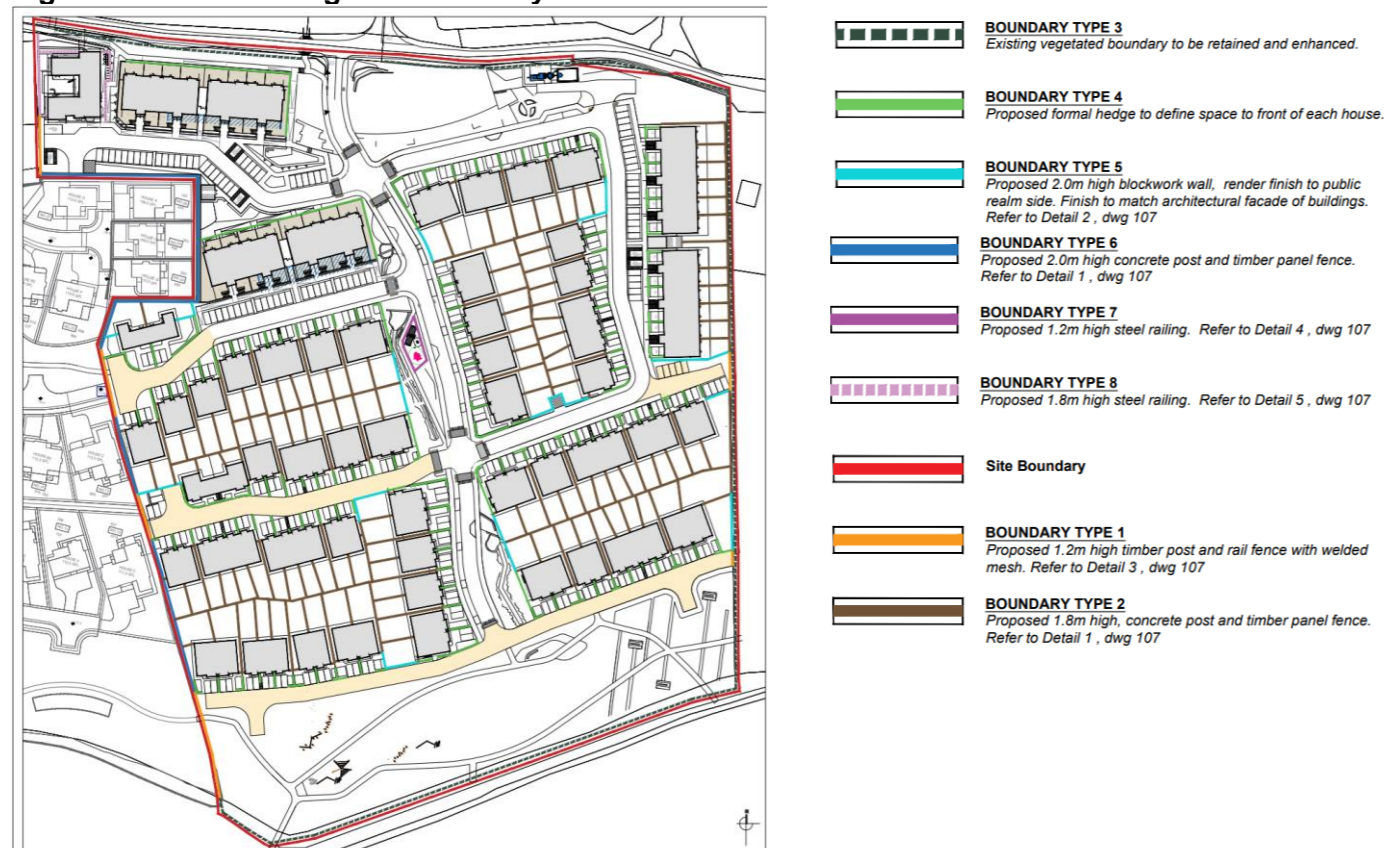 BOUNDARY TYPE 3
Existing vegetated boundary to be retained and enhanced.
BOUNDARY TYPE 4
Proposed formal hedge to define space to front of each house.
BOUNDARY TYPE 5
Proposed 2.0m high blockwork wall, render finish to public
realm side. Finish to match architectural facade of buildings.
Refer to Detail 2 , dwg 107
BOUNDARY TYPE 6
Proposed 2.0m high concrete post and timber panel fence.
Refer to Detail 1 , dwg 107
BOUNDARY TYPE 7
Proposed 1.2m high steel railing. Refer to Detail 4 , dwg 107
BOUNDARY TYPE 8
Proposed 1.8m high steel railing. Refer to Detail 5 , dwg 107
Site Boundary
BOUNDARY TYPE 1
Proposed 1.2m high timber post and rail fence with welded
mesh. Refer to Detail 3 , dwg 107
BOUNDARY TYPE 2
Proposed 1.8m high, concrete post and timber panel fence.
Refer to Detail 1 , dwg 107